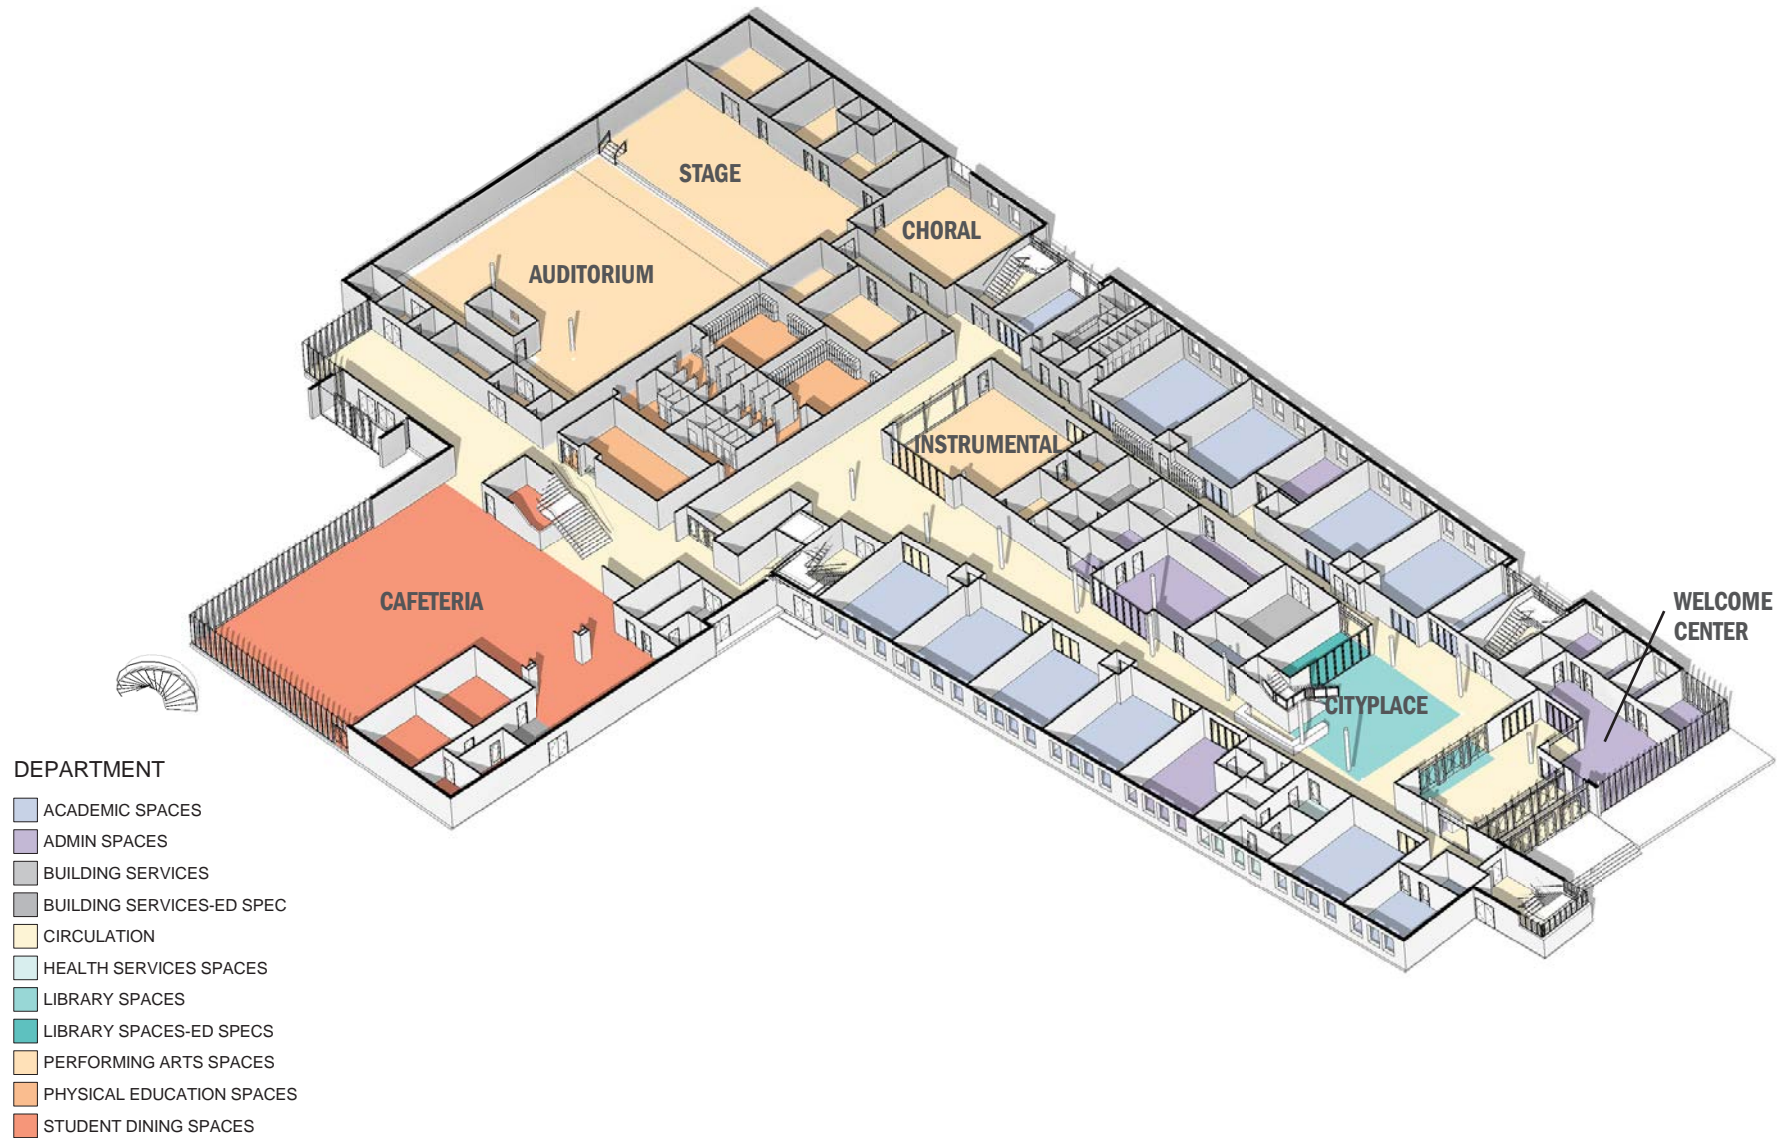 STAGE
CHORAL
AUDITORIUM
INSTRUMENTAL
CAFETERIA
WELCOME
CENTER
CITYPLACE
DEPARTMENT
ACADEMIC SPACES
ADMIN SPACES
BUILDING SERVICES
BUILDING SERVICES-ED SPEC
CIRCULATION
HEALTH SERVICES SPACES
LIBRARY SPACES
LIBRARY SPACES-ED SPECS
PERFORMING ARTS SPACES
PHYSICAL EDUCATION SPACES
STUDENT DINING SPACES